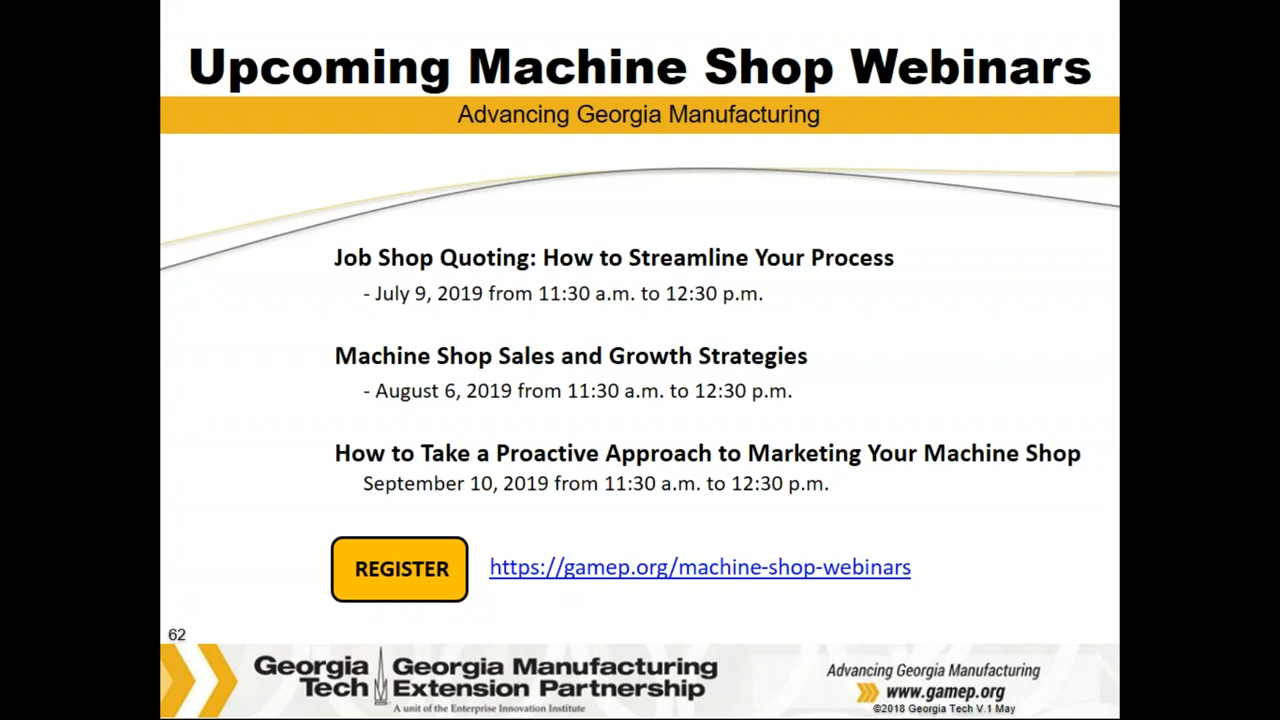 Upcoming Machine Shop Webinars
Advancing Georgia Manufacturing
Job Shop Quoting: How to Streamline Your Process
- July 9, 2019 from 11:30 a.m. to 12:30 p.m.
Machine Shop Sales and Growth Strategies
- August 6, 2019 from 11:30 a.m. to 12:30 p.m.
How to Take a Proactive Approach to Marketing Your Machine Shop
September 10, 2019 from 11:30 a.m. to 12:30 p.m.
REGISTER
https://gamep.org/machine-shop-webinars
62
Georgia
Tech
Georgia Manufacturing
Extension Partnership
A unit of the Enterprise Innovation Institute
Advancing Georgia Manufacturing
www.gamep.org
©2018 Georgia Tech V.1 May